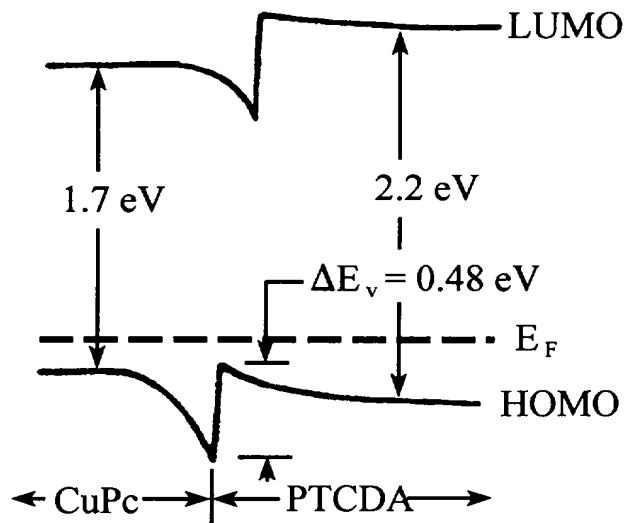 LUMO
1.7 eV
2.2 eV
ΔE_v = 0.48 eV
E_F
HOMO
CuPc
PTCDA